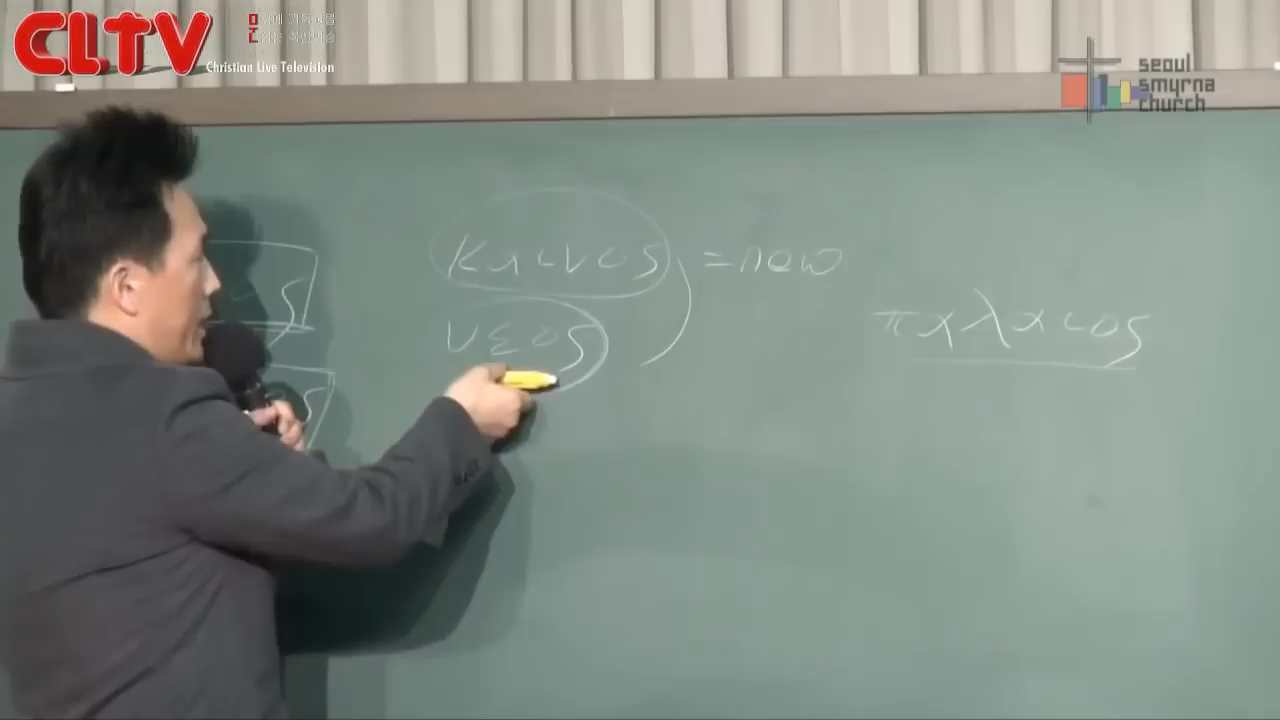 CLTV
Christian Live Television
seoul
smyrna
church
καινος = new
νεος
παλαιος